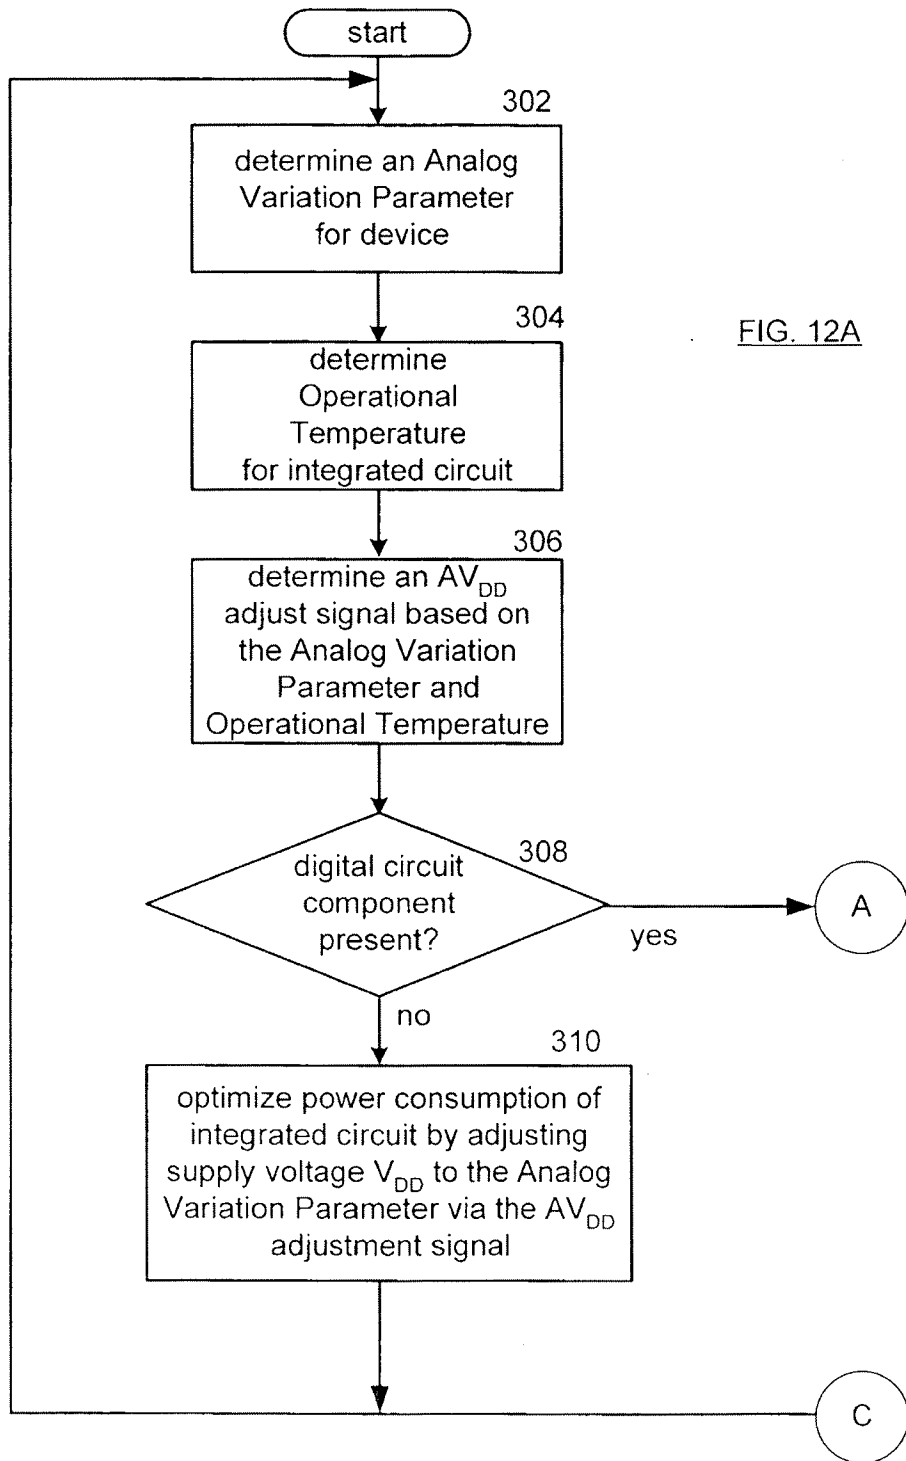 start
302
determine an Analog
Variation Parameter
for device
304
FIG. 12A
determine
Operational
Temperature
for integrated circuit
306
determine an AV_DD
adjust signal based on
the Analog Variation
Parameter and
Operational Temperature
308
digital circuit
component
present?
A
yes
no
310
optimize power consumption of
integrated circuit by adjusting
supply voltage V_DD to the Analog
Variation Parameter via the AV_DD
adjustment signal
C